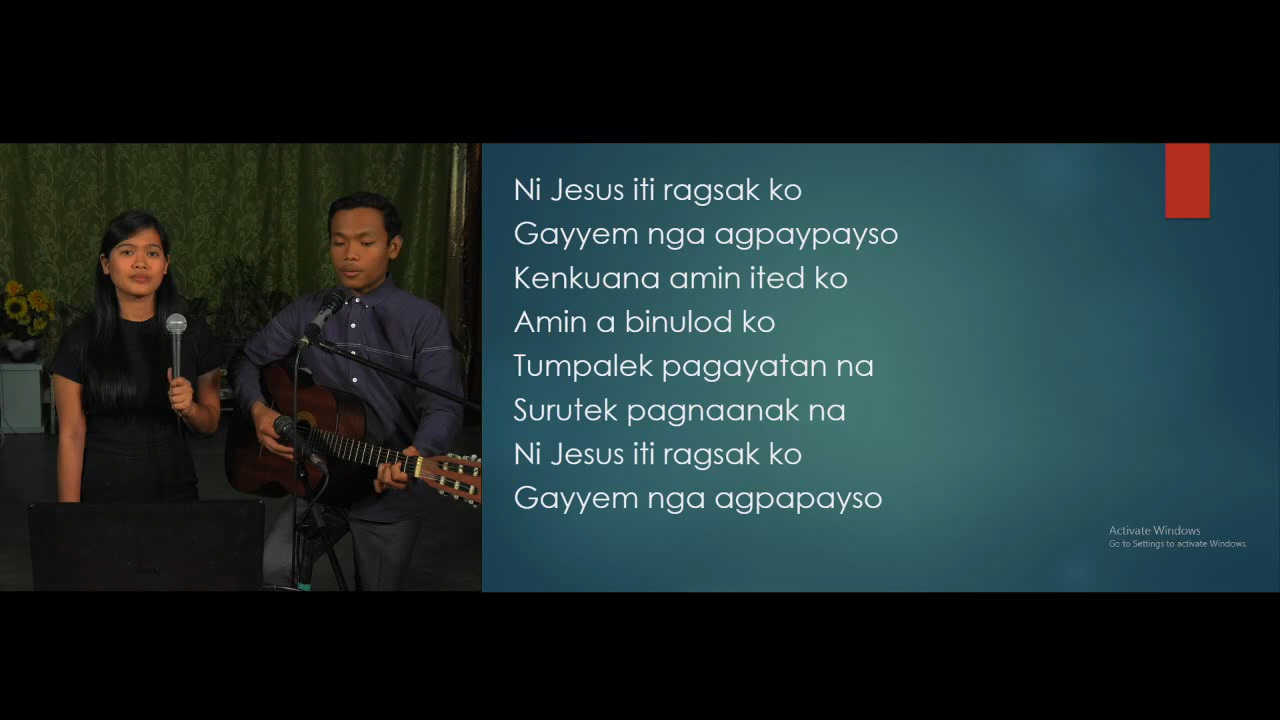 Ni Jesus iti ragsak ko
Gayyem nga agpaypayso
Kenkuana amin ited ko
Amin a binulod ko
Tumpalek pagayatan na
Surutek pagnaanak na
Ni Jesus iti ragsak ko
Gayyem nga agpapayso
Activate Windows
Go to Settings to activate Windows.